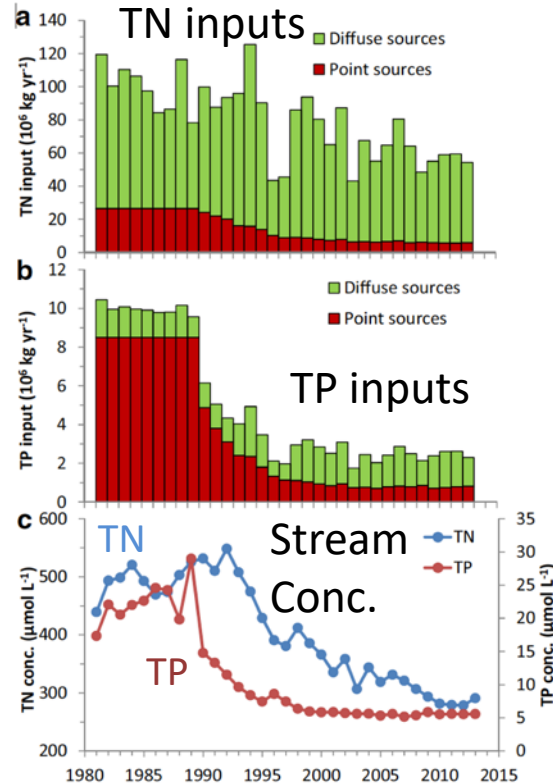 a
TN inputs
Diffuse sources
Point sources
TN input (10⁶ kg yr⁻¹)
140
120
100
80
60
40
20
0
b
Diffuse sources
Point sources
TP inputs
TP input (10⁶ kg yr⁻¹)
12
10
8
6
4
2
0
c
TN
Stream
Conc.
TN
TP
TP
TN conc. (µmol L⁻¹)
600
500
400
300
200
TP conc. (µmol L⁻¹)
35
30
25
20
15
10
5
0
1980 1985 1990 1995 2000 2005 2010 2015